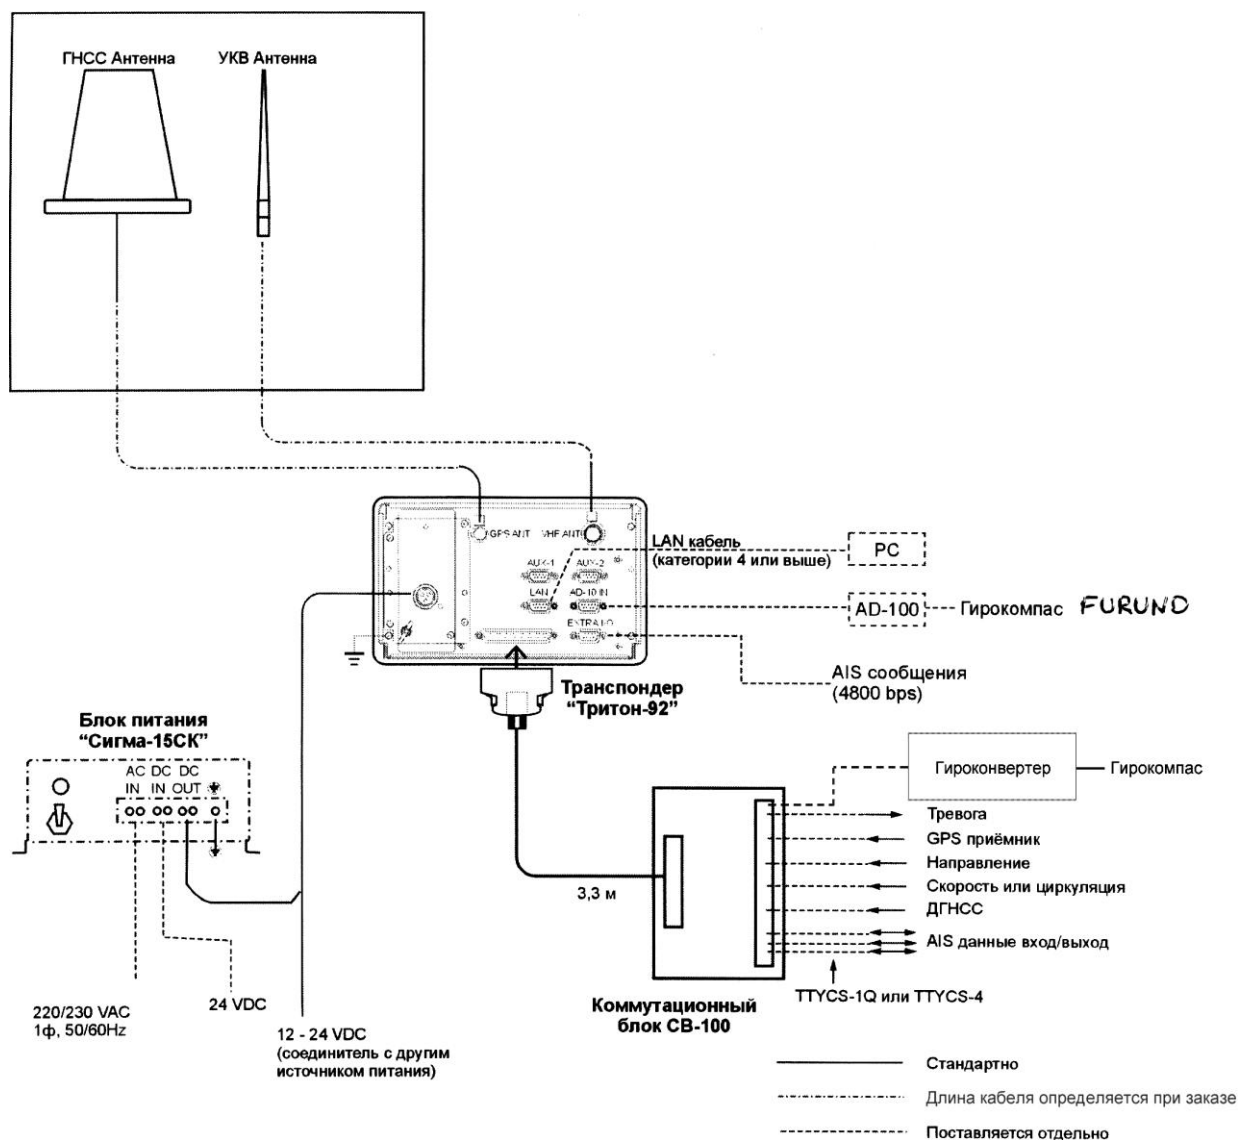 ГНСС Антенна
УКВ Антенна
GPS ANT
VHF ANT
AUX-1
AUX-2
LAN
AD-10 IN
EXTRA I/O
LAN кабель
(категории 4 или выше)
PC
AD-100
Гирокомпас FURUNO
AIS сообщения
(4800 bps)
Транспондер
“Тритон-92”
Блок питания
“Сигма-15СК”
AC DC DC
IN IN OUT
Гироконвертер
Гирокомпас
Тревога
GPS приёмник
Направление
Скорость или циркуляция
ДГНСС
AIS данные вход/выход
3,3 м
TTYCS-1Q или TTYCS-4
Коммутационный
блок СВ-100
220/230 VAC
1ф, 50/60Hz
24 VDC
12 - 24 VDC
(соединитель с другим
источником питания)
Стандартно
Длина кабеля определяется при заказе
Поставляется отдельно